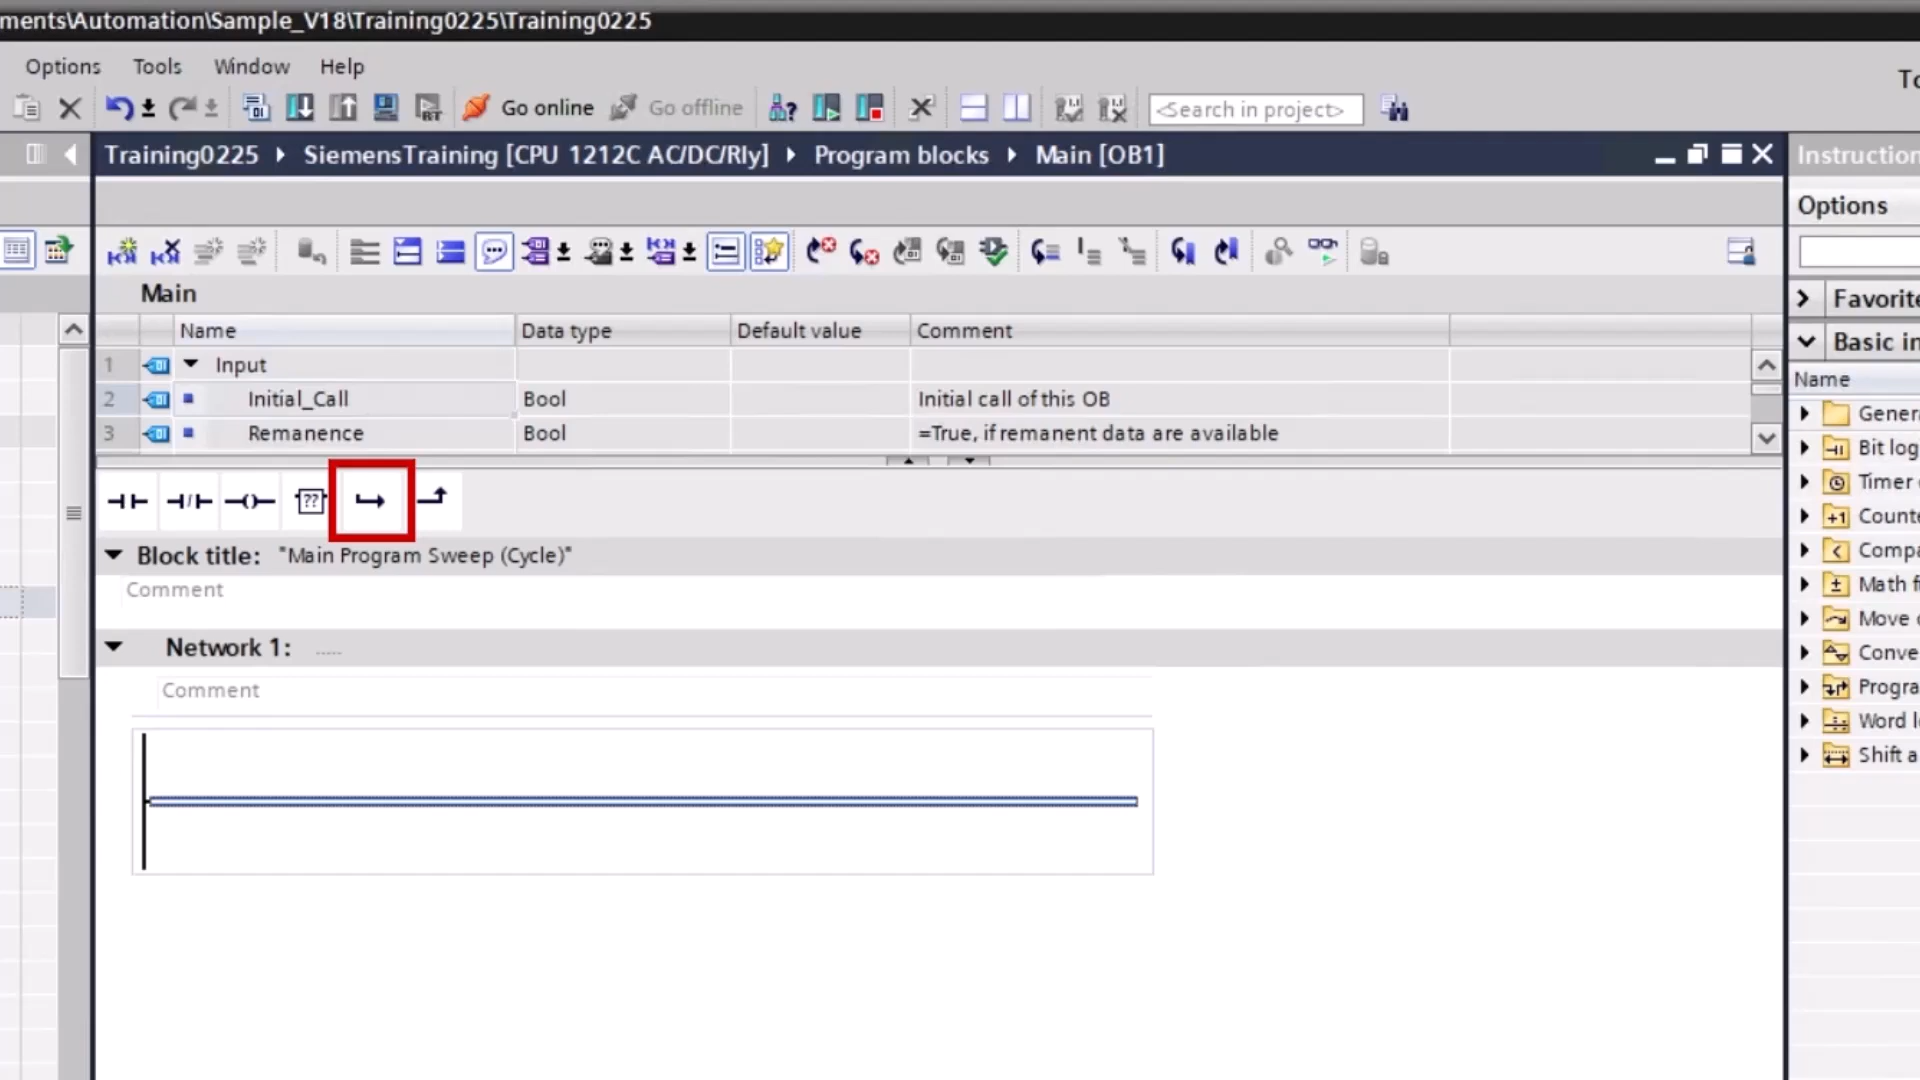 ments\Automation\Sample_V18\Training0225\Training0225
Options Tools Window Help
To
Go online Go offline <Search in project>
Training0225 SiemensTraining [CPU 1212C AC/DC/Rly] Program blocks Main [OB1]
Instruction
Options
Main
Favorite
Name Data type Default value Comment
Basic in
1 Input
Name
2 Initial_Call Bool Initial call of this OB
Gener
3 Remanence Bool =True, if remanent data are available
Bit log
Timer
Counte
??
Block title: "Main Program Sweep (Cycle)"
Compa
Comment
Math f
Move
Network 1: .....
Conve
Comment
Progra
Word l
Shift a